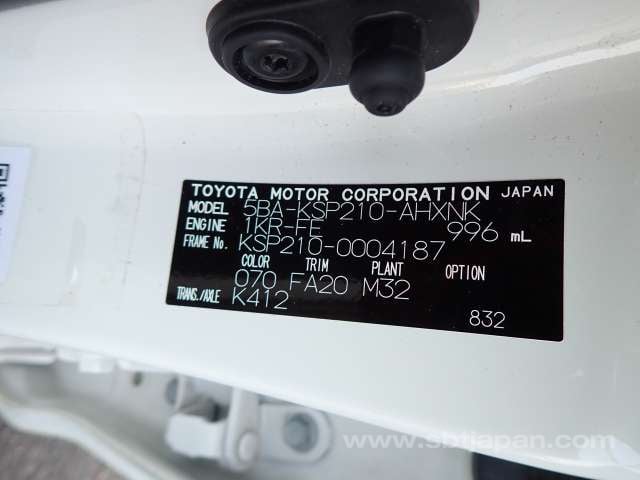 TOYOTA MOTOR CORPORATION JAPAN
MODEL 5BA-KSP210-AHXNK
ENGINE 1KR-FE 996 mL
FRAME No. KSP210-0004187
COLOR TRIM PLANT OPTION
070 FA20 M32
TRANS./AXLE K412
832
www.sbtjapan.com